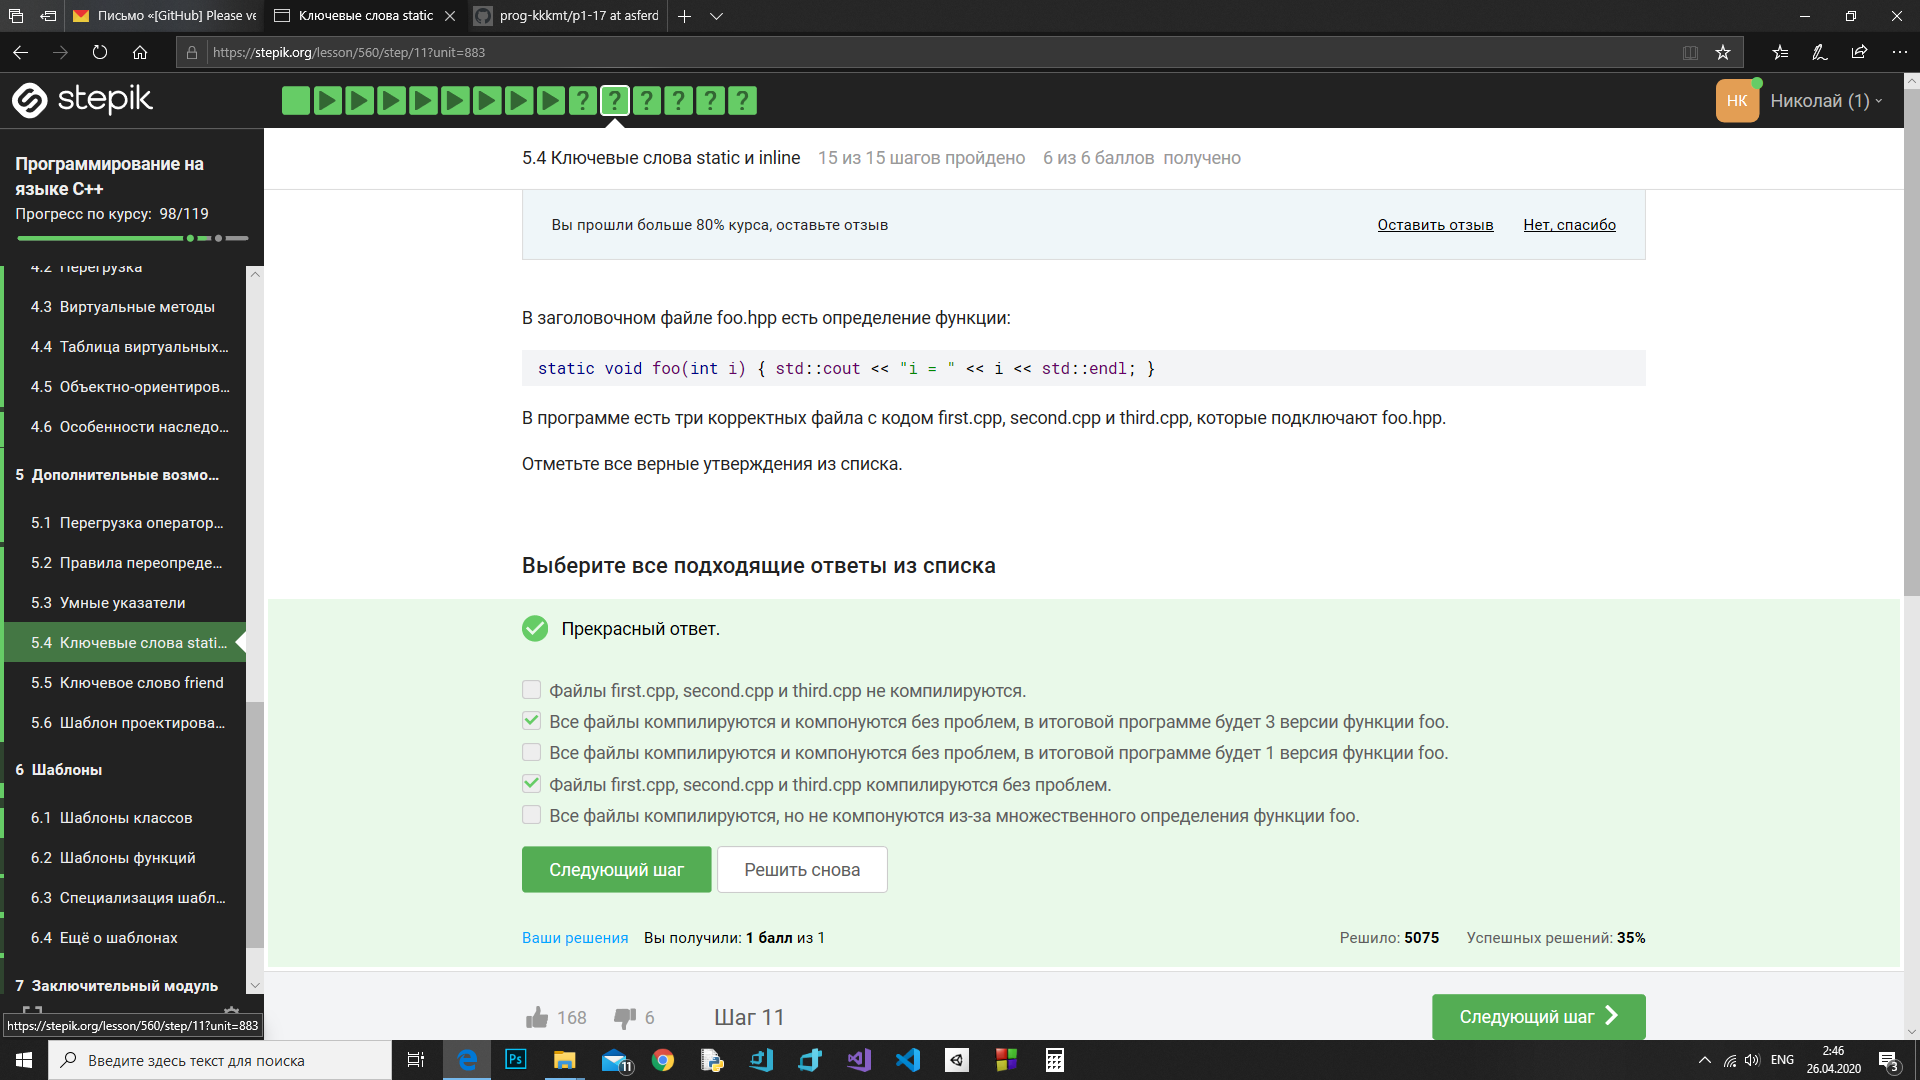 Письмо «[GitHub] Please ve
Ключевые слова static
prog-kkkmt/p1-17 at asferd
https://stepik.org/lesson/560/step/11?unit=883
stepik
НК
Николай (1)
Программирование на языке C++
Прогресс по курсу: 98/119
4.2 Перегрузка
4.3 Виртуальные методы
4.4 Таблица виртуальных...
4.5 Объектно-ориентиров...
4.6 Особенности наследо...
5 Дополнительные возмо...
5.1 Перегрузка оператор...
5.2 Правила переопреде...
5.3 Умные указатели
5.4 Ключевые слова stati...
5.5 Ключевое слово friend
5.6 Шаблон проектирова...
6 Шаблоны
6.1 Шаблоны классов
6.2 Шаблоны функций
6.3 Специализация шабл...
6.4 Ещё о шаблонах
7 Заключительный модуль
https://stepik.org/lesson/560/step/11?unit=883
5.4 Ключевые слова static и inline 15 из 15 шагов пройдено 6 из 6 баллов получено
Вы прошли больше 80% курса, оставьте отзыв
Оставить отзыв
Нет, спасибо
В заголовочном файле foo.hpp есть определение функции:
static void foo(int i) { std::cout << "i = " << i << std::endl; }
В программе есть три корректных файла с кодом first.cpp, second.cpp и third.cpp, которые подключают foo.hpp.
Отметьте все верные утверждения из списка.
Выберите все подходящие ответы из списка
Прекрасный ответ.
Файлы first.cpp, second.cpp и third.cpp не компилируются.
Все файлы компилируются и компонуются без проблем, в итоговой программе будет 3 версии функции foo.
Все файлы компилируются и компонуются без проблем, в итоговой программе будет 1 версия функции foo.
Файлы first.cpp, second.cpp и third.cpp компилируются без проблем.
Все файлы компилируются, но не компонуются из-за множественного определения функции foo.
Следующий шаг
Решить снова
Ваши решения Вы получили: 1 балл из 1
Решило: 5075 Успешных решений: 35%
168
6
Шаг 11
Следующий шаг
Введите здесь текст для поиска
Ps
11
ENG
2:46
26.04.2020
3